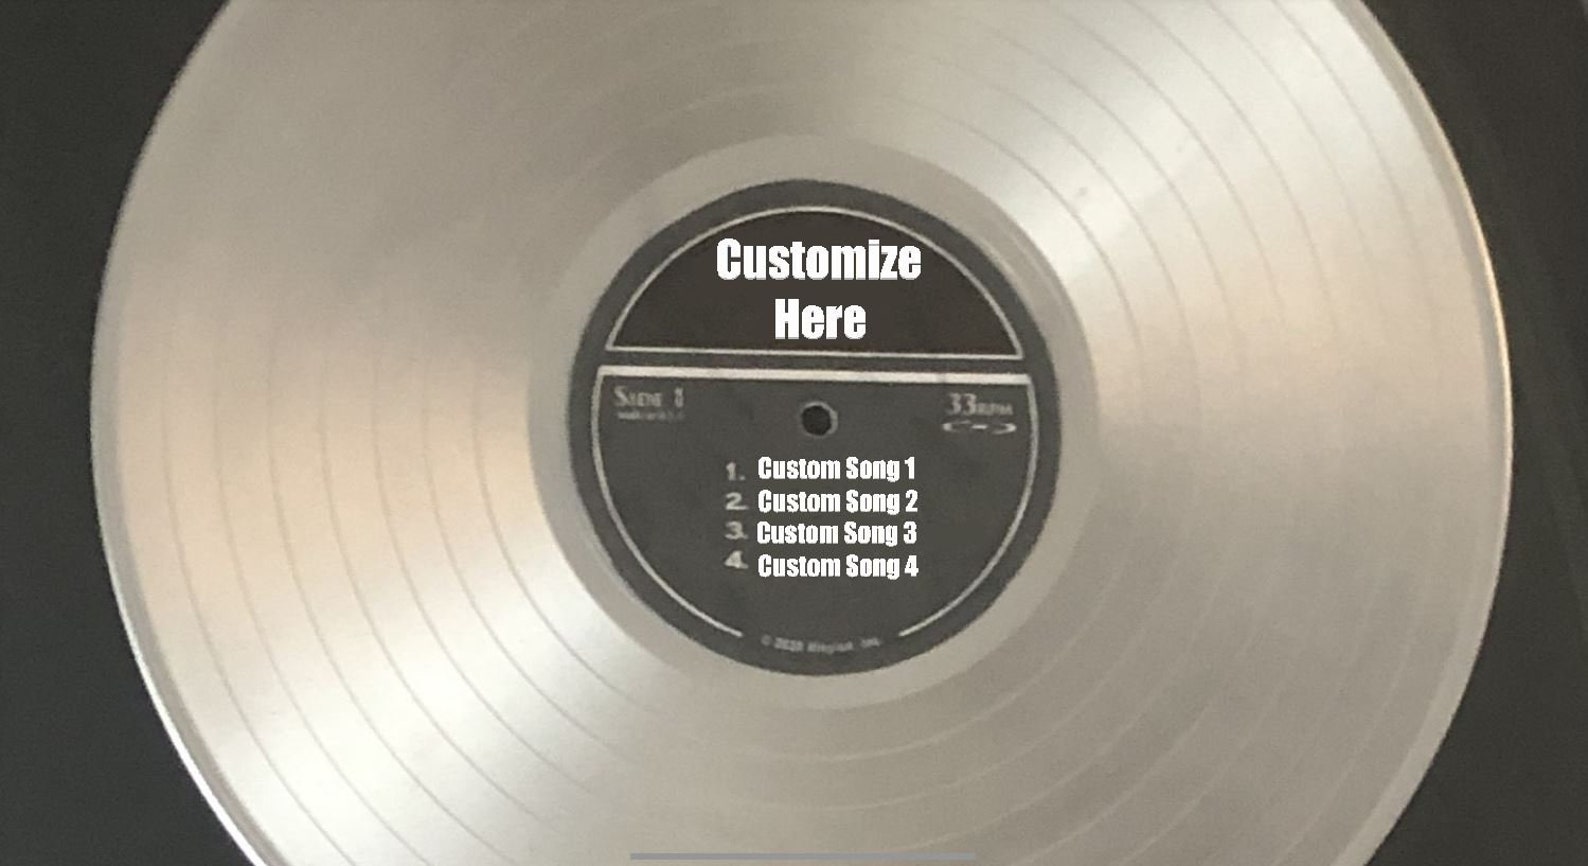 Customize
Here
Side 1
33RPM
1. Custom Song 1
2. Custom Song 2
3. Custom Song 3
4. Custom Song 4